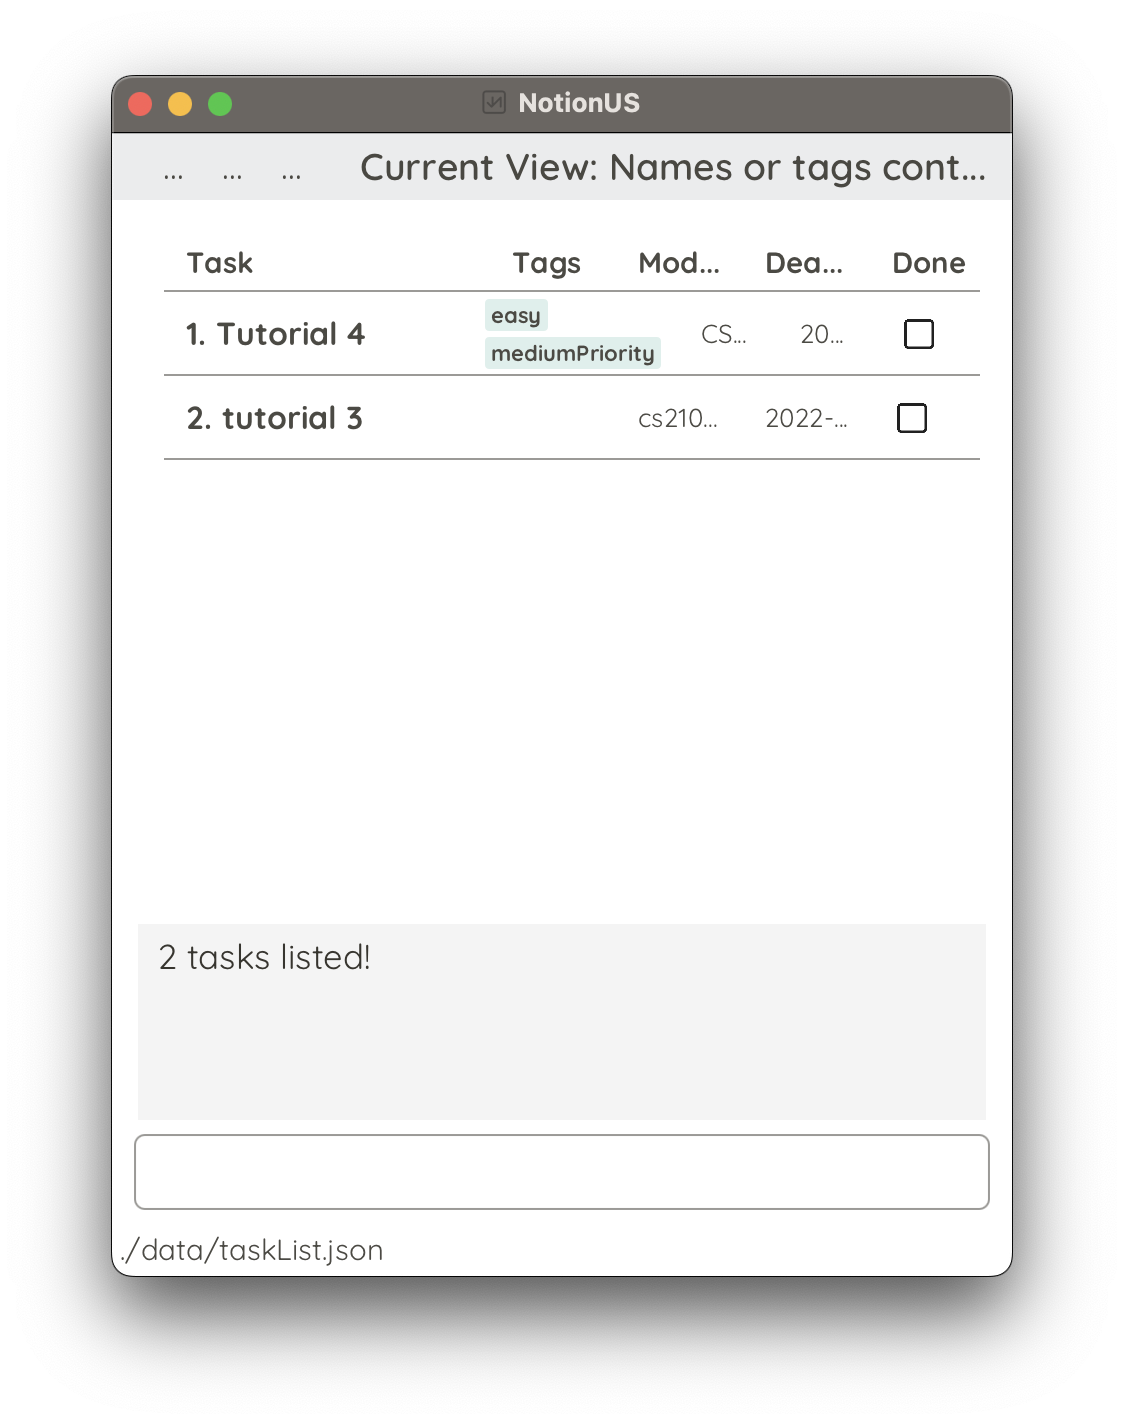 NotionUS
... ... ... Current View: Names or tags cont...
Task Tags Mod... Dea... Done
1. Tutorial 4 easy mediumPriority CS... 20...
2. tutorial 3 cs210... 2022-...
2 tasks listed!
./data/taskList.json